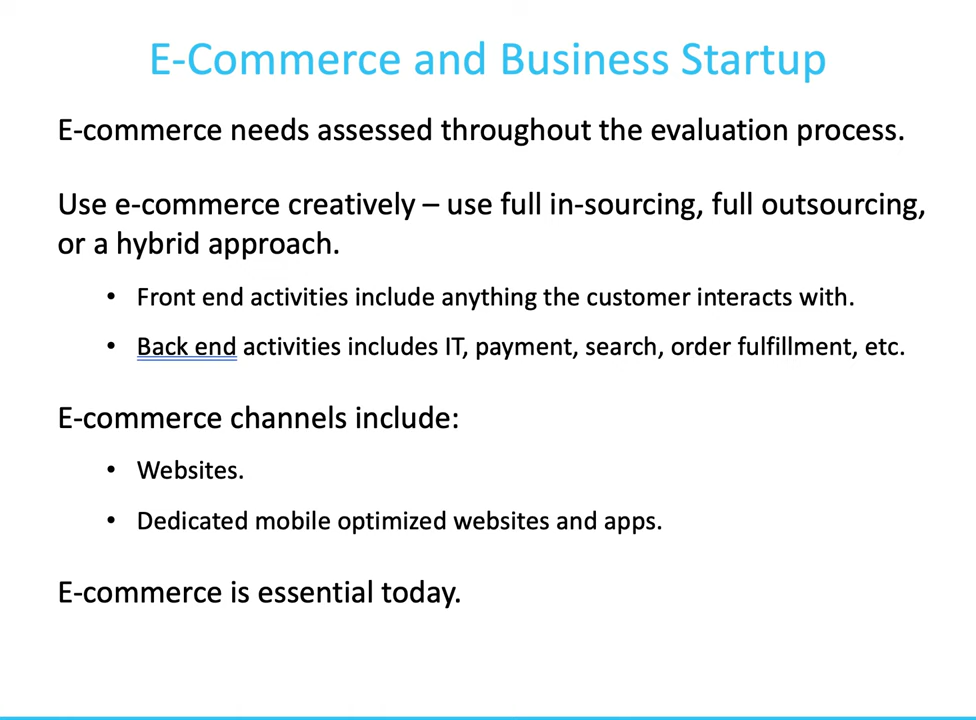 E-Commerce and Business Startup
E-commerce needs assessed throughout the evaluation process.
Use e-commerce creatively – use full in-sourcing, full outsourcing,
or a hybrid approach.
• Front end activities include anything the customer interacts with.
• Back end activities includes IT, payment, search, order fulfillment, etc.
E-commerce channels include:
• Websites.
• Dedicated mobile optimized websites and apps.
E-commerce is essential today.